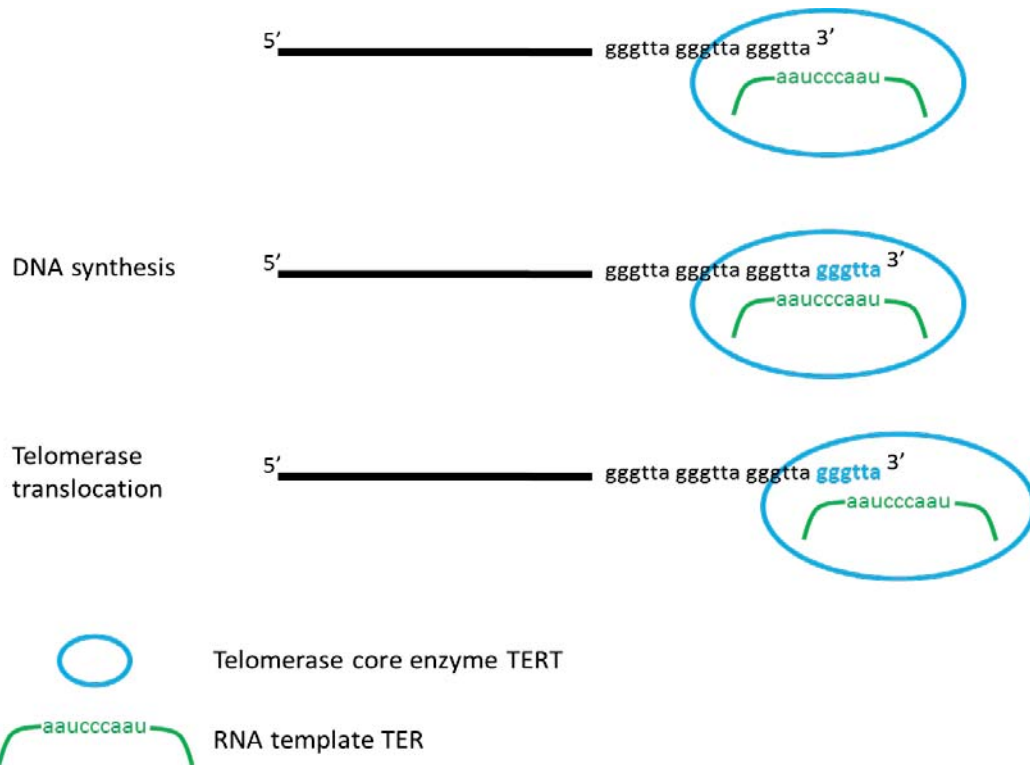 5’ gggtta gggtta gggtta 3’
aaucccaau
DNA synthesis 5’ gggtta gggtta gggtta gggtta 3’
aaucccaau
Telomerase
translocation
5’ gggtta gggtta gggtta gggtta 3’
aaucccaau
Telomerase core enzyme TERT
aaucccaau
RNA template TER